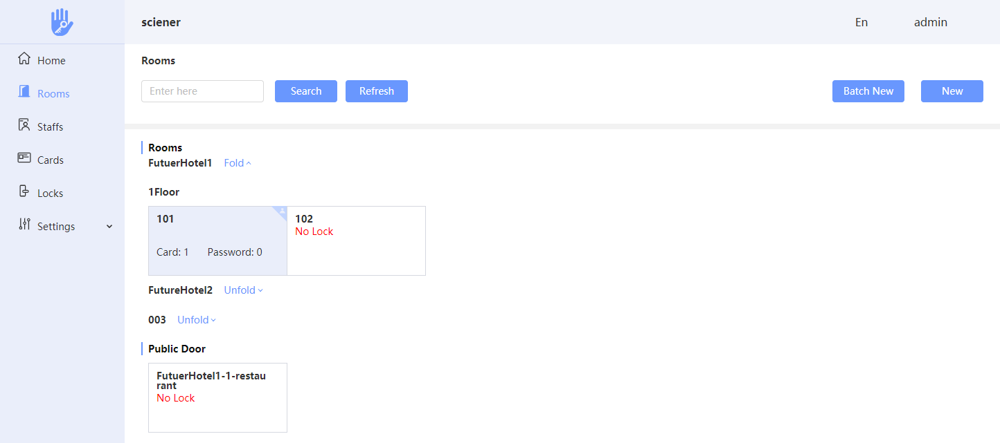 sciener
En
admin
Home
Rooms
Staffs
Cards
Locks
Settings
Rooms
Enter here
Search
Refresh
Batch New
New
Rooms
FutuerHotel1 Fold
1Floor
101
Card: 1 Password: 0
102
No Lock
FutureHotel2 Unfold
003 Unfold
Public Door
FutuerHotel1-1-restau
rant
No Lock